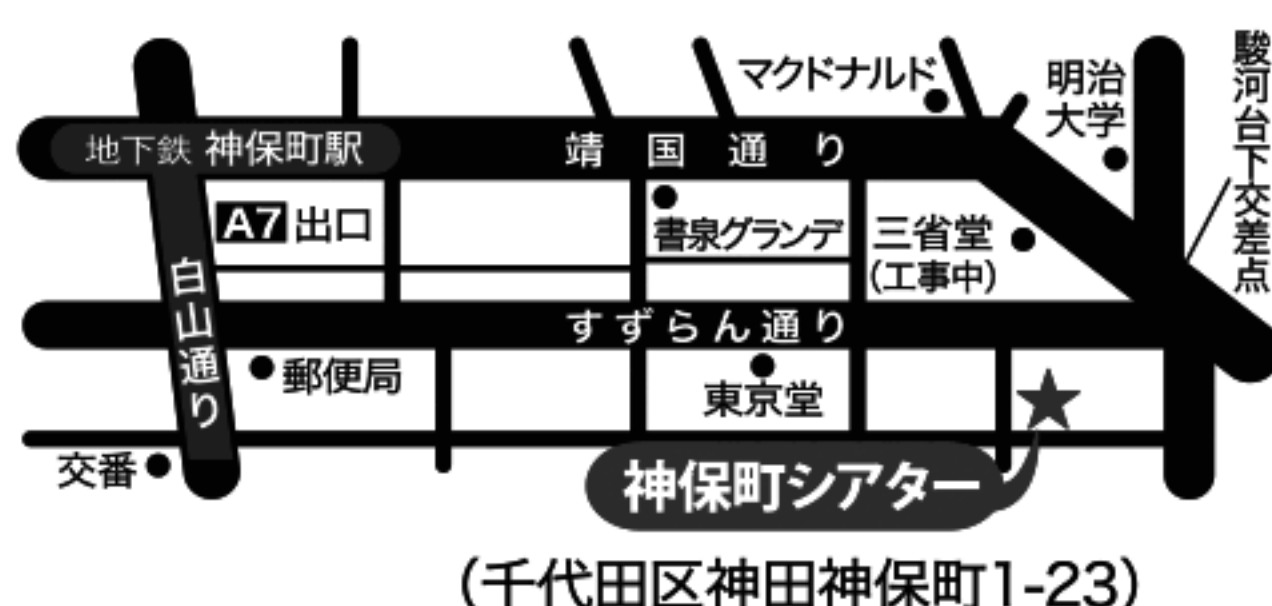 マクドナルド
明治
大学
駿河台下交差点
地下鉄 神保町駅
靖国通り
A7 出口
書泉グランデ
三省堂
(工事中)
白山通り
すずらん通り
郵便局
東京堂
交番
神保町シアター
(千代田区神田神保町1-23)